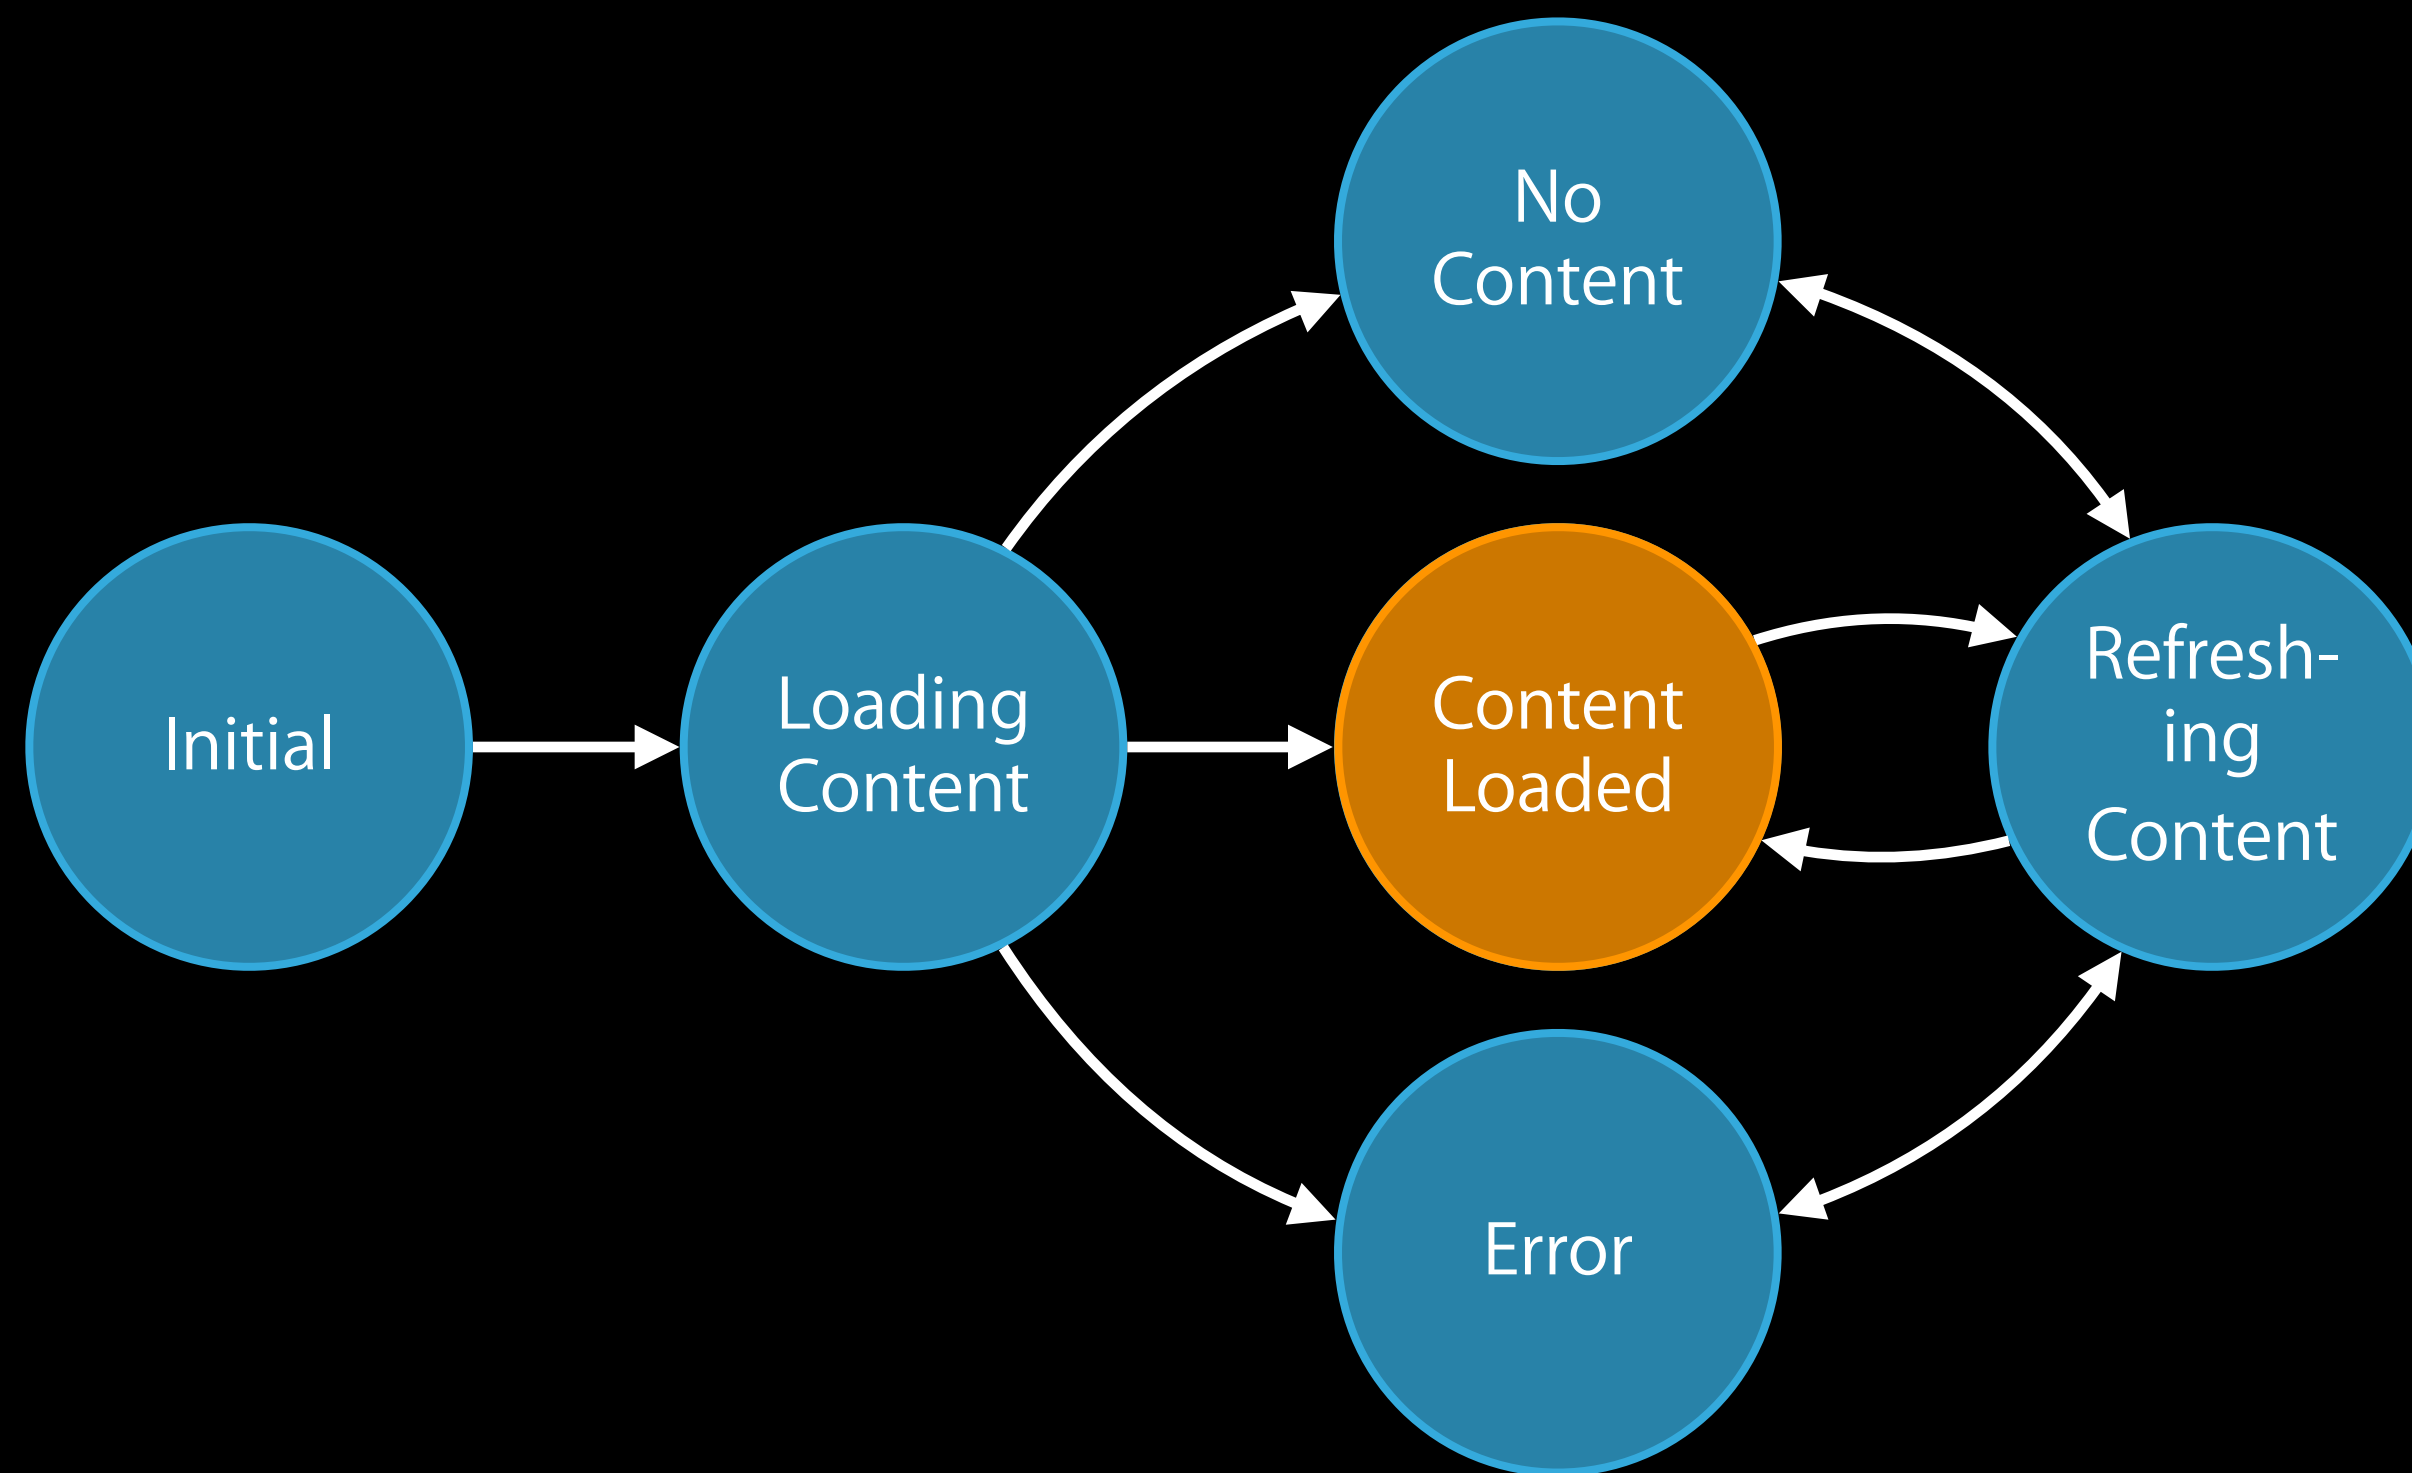 No
Content
Initial
Loading
Content
Content
Loaded
Refresh-
ing
Content
Error